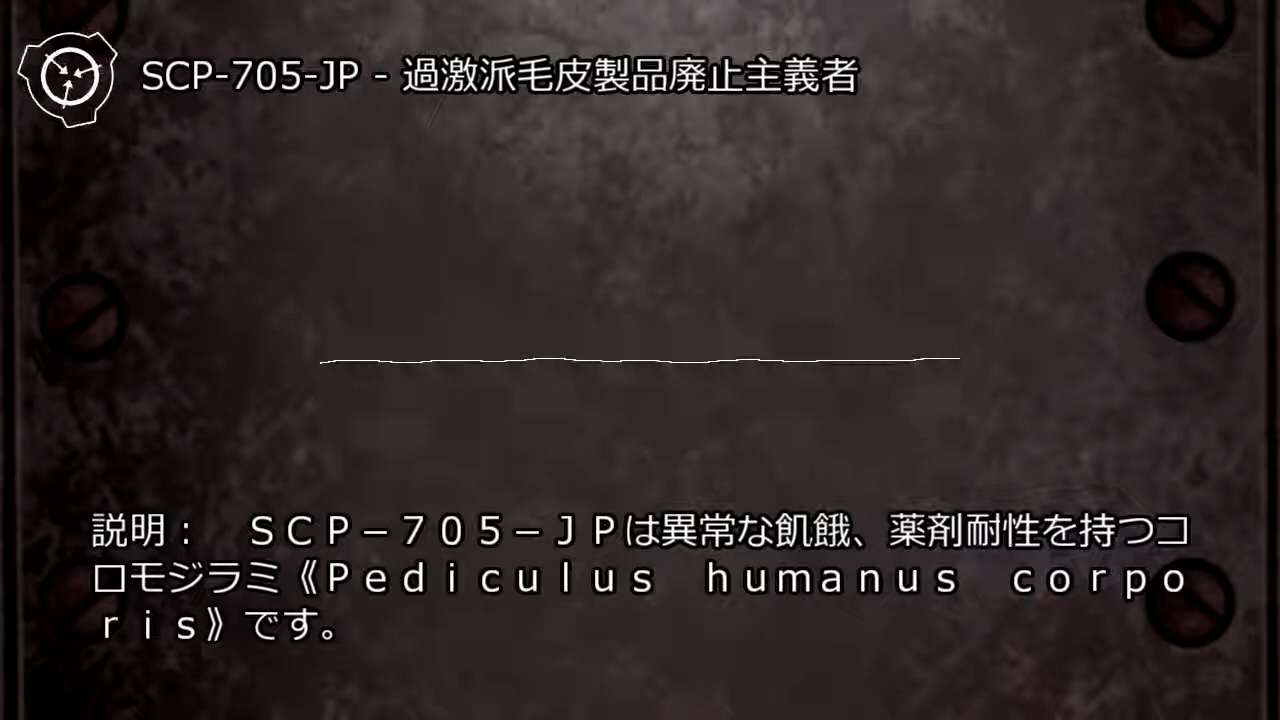 SCP-705-JP - 過激派毛皮製品廃止主義者
説明：　ＳＣＰ－７０５－ＪＰは異常な飢餓、薬剤耐性を持つコ
ロモジラミ《Ｐｅｄｉｃｕｌｕｓ　ｈｕｍａｎｕｓ　ｃｏｒｐｏ
ｒｉｓ》です。